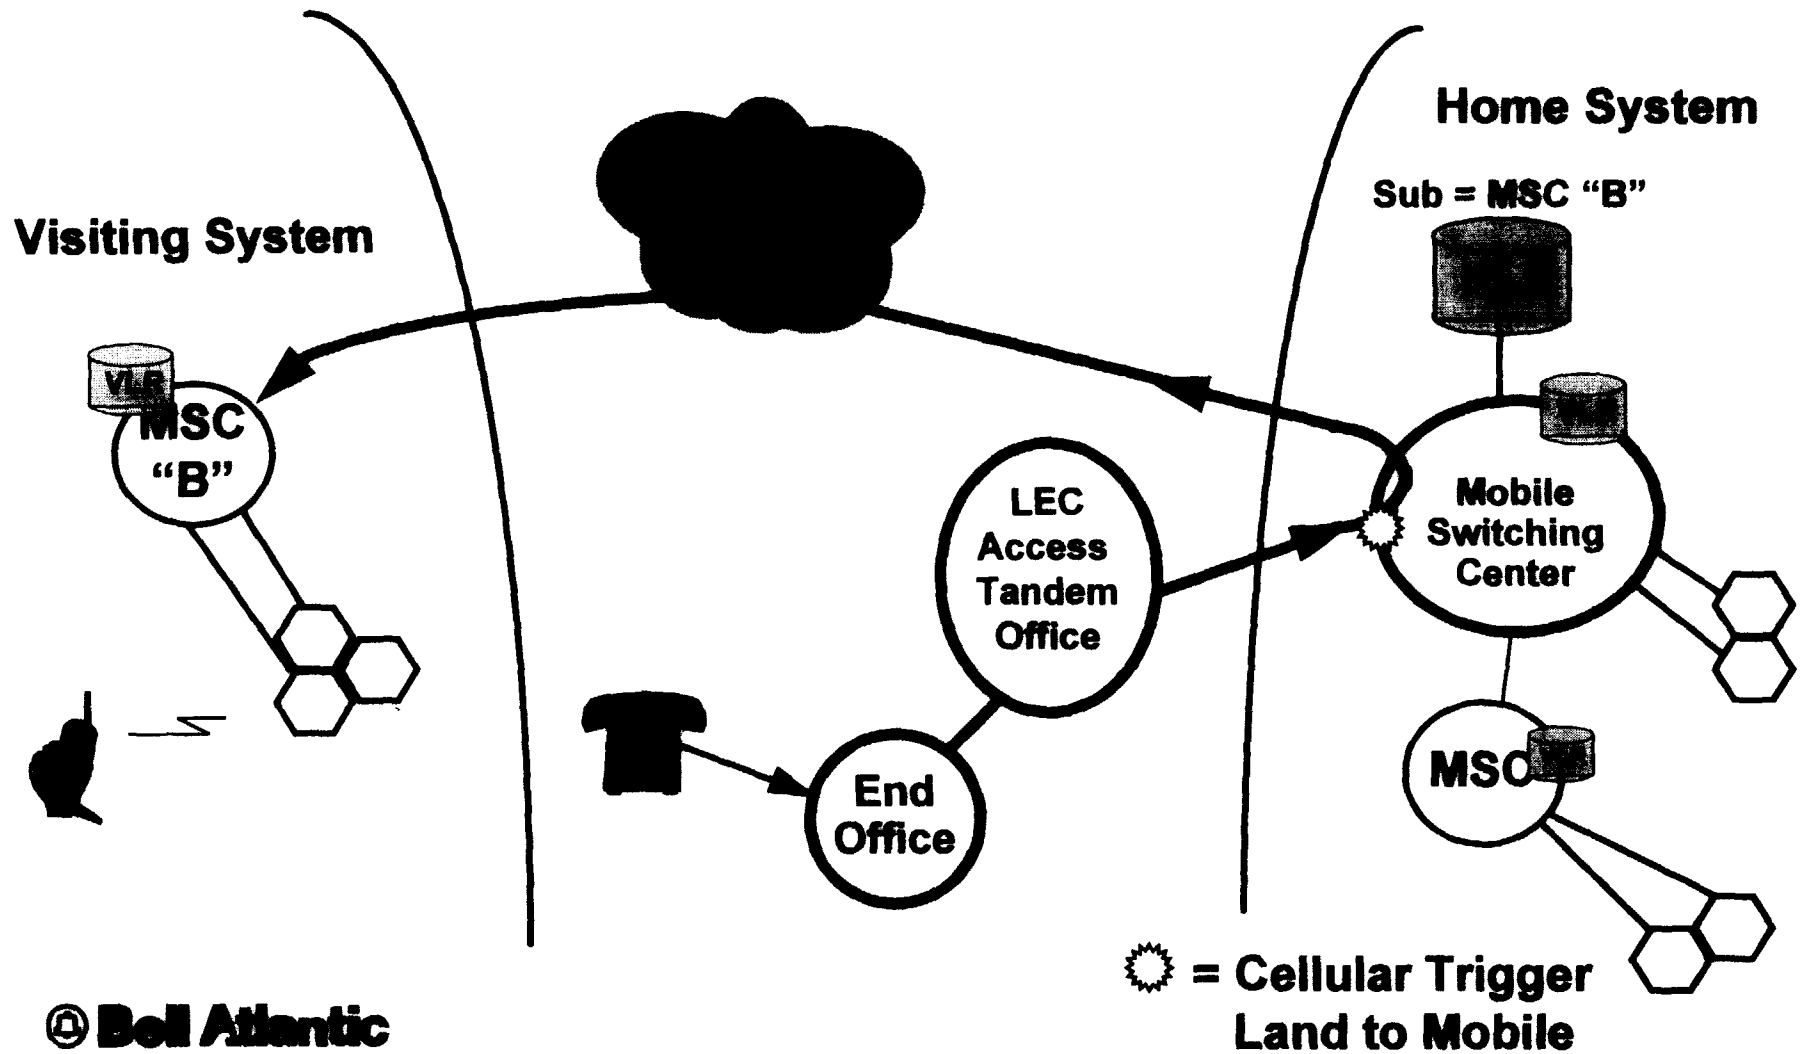 Home System
Sub = MSC “B”
Visiting System
VLR
MSC
“B”
LEC
Access
Tandem
Office
Mobile
Switching
Center
MSC
End
Office
= Cellular Trigger
Land to Mobile
Bell Atlantic